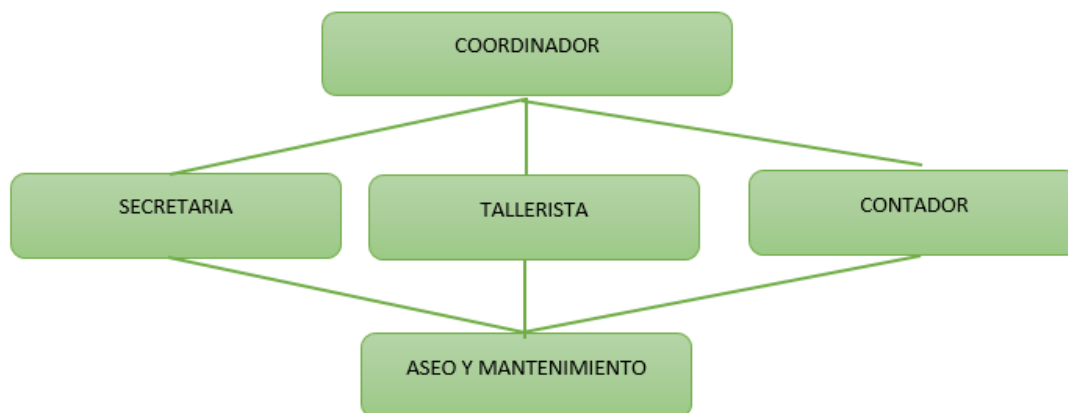 COORDINADOR
SECRETARIA
TALLERISTA
CONTADOR
ASEO Y MANTENIMIENTO